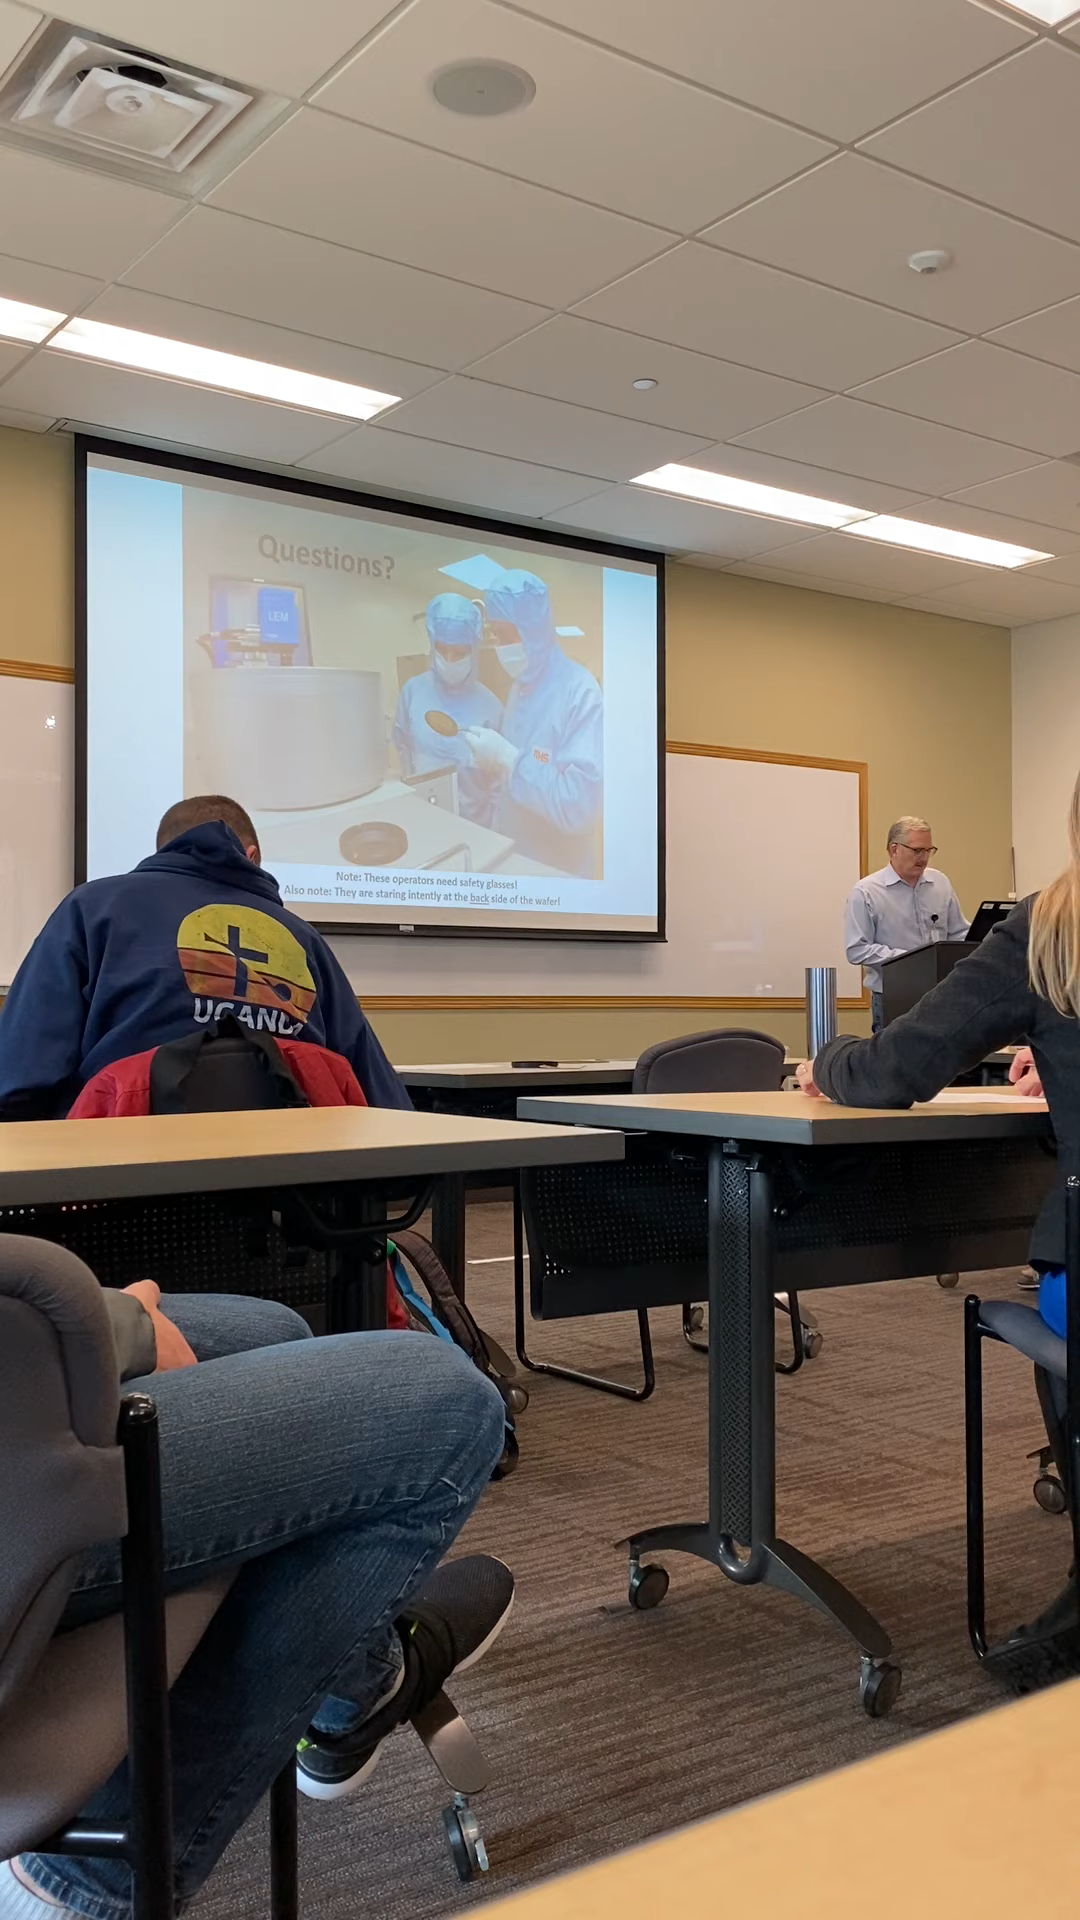 Questions?
LEM
Note: These operators need safety glasses!
Also note: They are staring intently at the back side of the wafer!
UGANDA